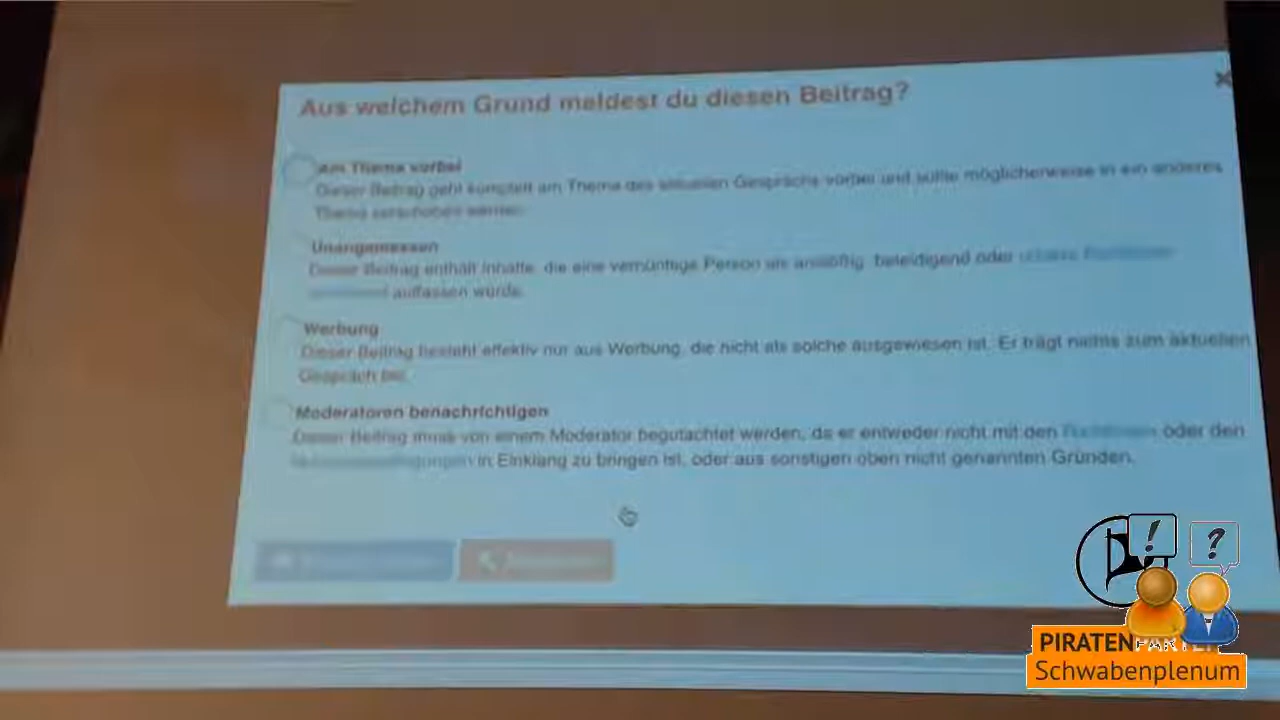 Aus welchem Grund meldest du diesen Beitrag?
Am Thema vorbei
Dieser Beitrag geht komplett am Thema des aktuellen Gesprächs vorbei und sollte möglicherweise in ein anderes
Thema verschoben werden.
Unangemessen
Dieser Beitrag enthält Inhalte, die eine vernünftige Person als anstößig, beleidigend oder
auffassen würde.
Werbung
Dieser Beitrag besteht effektiv nur aus Werbung, die nicht als solche ausgewiesen ist. Er trägt nichts zum aktuellen
Gespräch bei.
Moderatoren benachrichtigen
Dieser Beitrag muss von einem Moderator begutachtet werden, da er entweder nicht mit den Richtlinien oder den
in Einklang zu bringen ist, oder aus sonstigen oben nicht genannten Gründen.
! ?
PIRATENPARTEI
Schwabenplenum